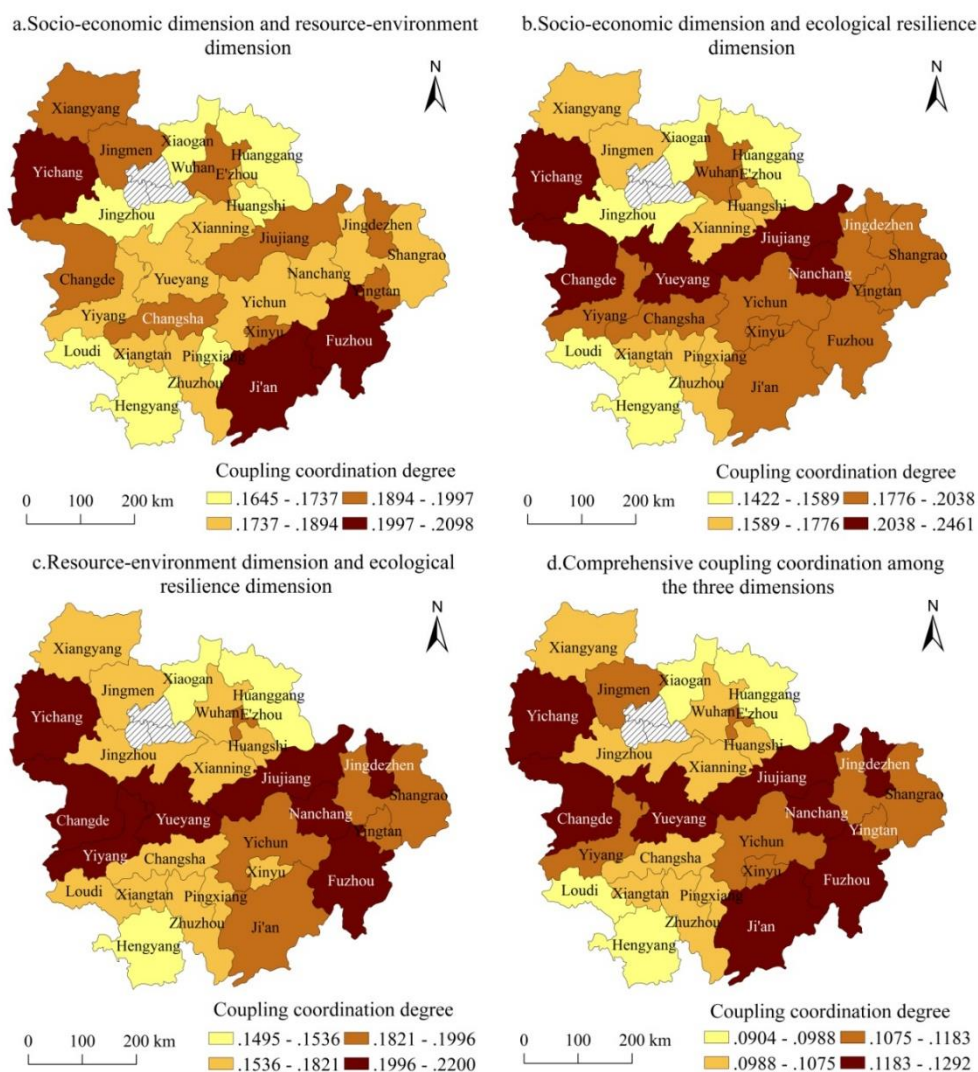 a.Socio-economic dimension and resource-environment
dimension
N
Xiangyang
Jingmen
Xiaogan
Huanggang
Yichang
Wuhan
E'zhou
Jingzhou
Huangshi
Xianning
Jingdezhen
Jiujiang
Shangrao
Changde
Yueyang
Nanchang
Yingtan
Yichun
Yiyang
Changsha
Xinyu
Fuzhou
Loudi
Xiangtan
Pingxiang
Zhuzhou
Ji'an
Hengyang
Coupling coordination degree
0 100 200 km
.1645 - .1737 .1894 - .1997
.1737 - .1894 .1997 - .2098
b.Socio-economic dimension and ecological resilience
dimension
N
Xiangyang
Jingmen
Xiaogan
Huanggang
Yichang
Wuhan
E'zhou
Jingzhou
Huangshi
Xianning
Jingdezhen
Jiujiang
Shangrao
Changde
Yueyang
Nanchang
Yingtan
Yichun
Yiyang
Changsha
Xinyu
Fuzhou
Loudi
Xiangtan
Pingxiang
Zhuzhou
Ji'an
Hengyang
Coupling coordination degree
0 100 200 km
.1422 - .1589 .1776 - .2038
.1589 - .1776 .2038 - .2461
c.Resource-environment dimension and ecological
resilience dimension
N
Xiangyang
Jingmen
Xiaogan
Huanggang
Yichang
Wuhan
E'zhou
Jingzhou
Huangshi
Xianning
Jingdezhen
Jiujiang
Shangrao
Changde
Yueyang
Nanchang
Yingtan
Yichun
Yiyang
Changsha
Xinyu
Fuzhou
Loudi
Xiangtan
Pingxiang
Zhuzhou
Ji'an
Hengyang
Coupling coordination degree
0 100 200 km
.1495 - .1536 .1821 - .1996
.1536 - .1821 .1996 - .2200
d.Comprehensive coupling coordination among
the three dimensions
N
Xiangyang
Jingmen
Xiaogan
Huanggang
Yichang
Wuhan
E'zhou
Jingzhou
Huangshi
Xianning
Jingdezhen
Jiujiang
Shangrao
Changde
Yueyang
Nanchang
Yingtan
Yichun
Yiyang
Changsha
Xinyu
Fuzhou
Loudi
Xiangtan
Pingxiang
Zhuzhou
Ji'an
Hengyang
Coupling coordination degree
0 100 200 km
.0904 - .0988 .1075 - .1183
.0988 - .1075 .1183 - .1292